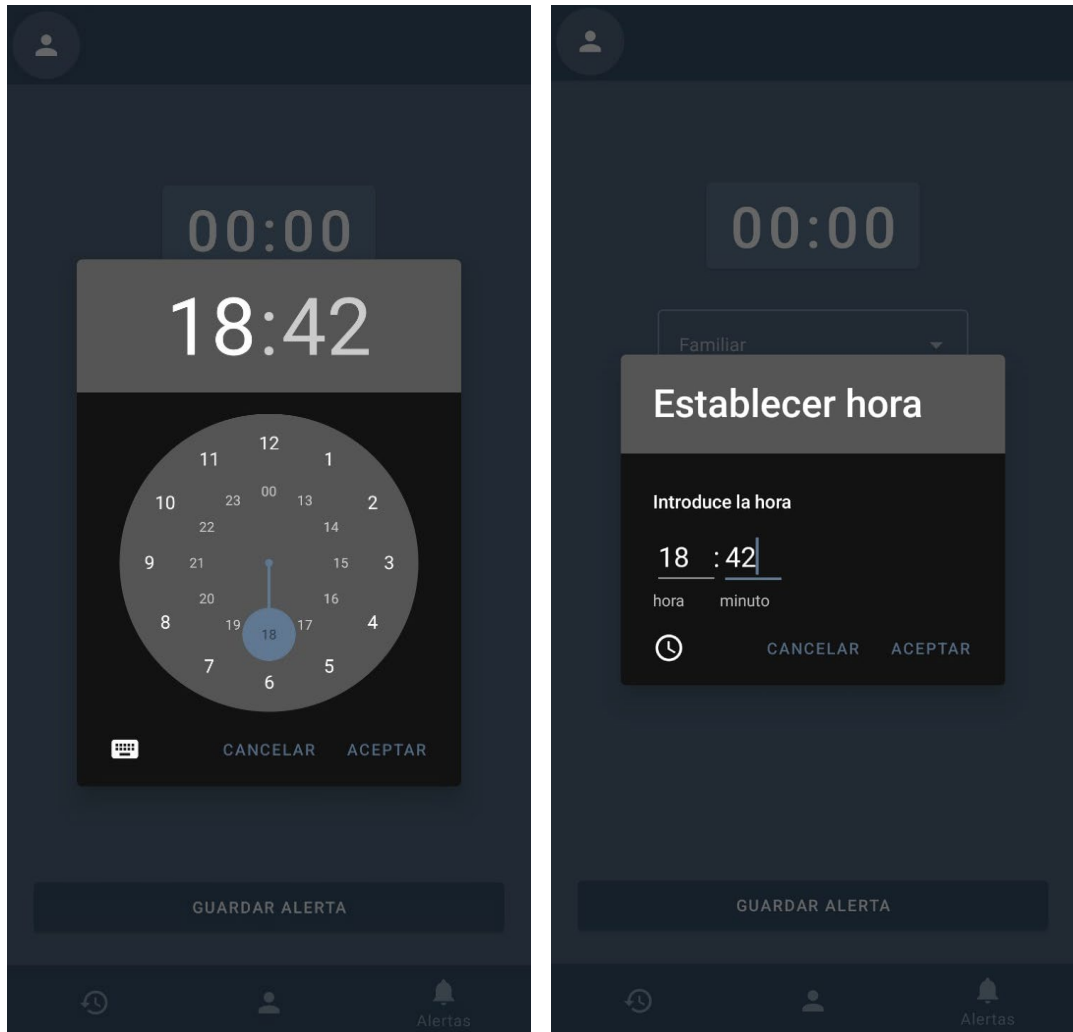 00:00
18:42
12
11 1
10 2
23 00 13
22 14
9 21 15 3
20 16
8 19 18 17 4
7 5
6
CANCELAR ACEPTAR
GUARDAR ALERTA
Alertas
00:00
Familiar
Establecer hora
Introduce la hora
18 : 42
hora minuto
CANCELAR ACEPTAR
GUARDAR ALERTA
Alertas